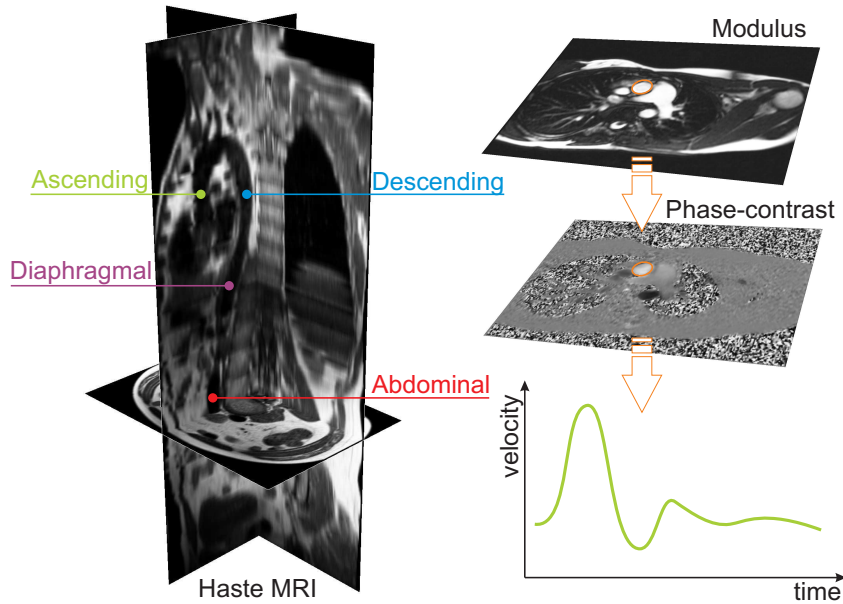 Modulus
Ascending
Descending
Phase-contrast
Diaphragmal
Abdominal
velocity
time
Haste MRI